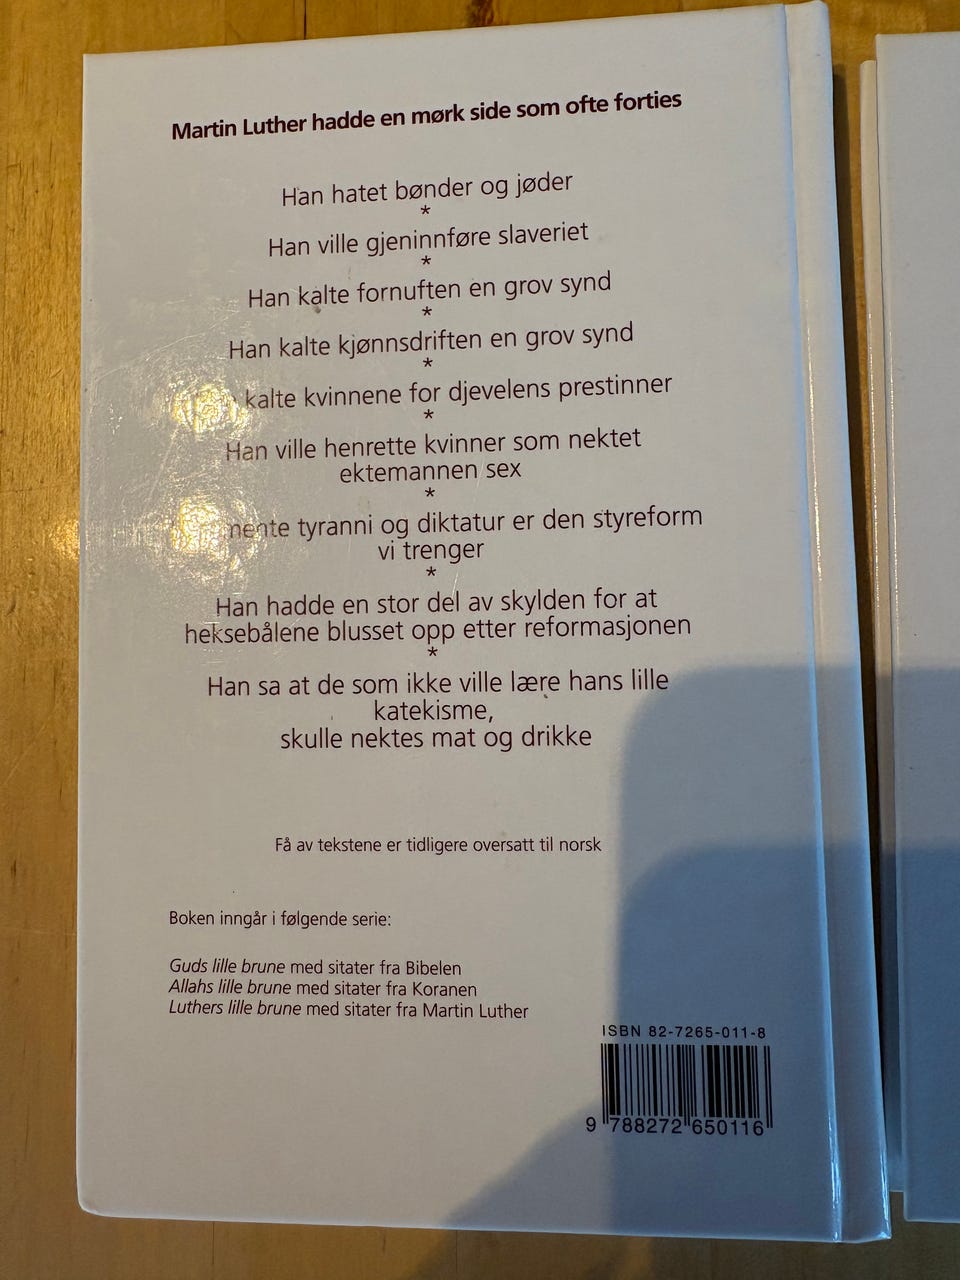 Martin Luther hadde en mørk side som ofte forties
Han hatet bønder og jøder
*
Han ville gjeninnføre slaveriet
*
Han kalte fornuften en grov synd
*
Han kalte kjønnsdriften en grov synd
*
kalte kvinnene for djevelens prestinner
*
Han ville henrette kvinner som nektet
ektemannen sex
*
mente tyranni og diktatur er den styreform
vi trenger
*
Han hadde en stor del av skylden for at
heksebålene blusset opp etter reformasjonen
*
Han sa at de som ikke ville lære hans lille
katekisme,
skulle nektes mat og drikke
Få av tekstene er tidligere oversatt til norsk
Boken inngår i følgende serie:
Guds lille brune med sitater fra Bibelen
Allahs lille brune med sitater fra Koranen
Luthers lille brune med sitater fra Martin Luther
ISBN 82-7265-011-8
9 788272 650116